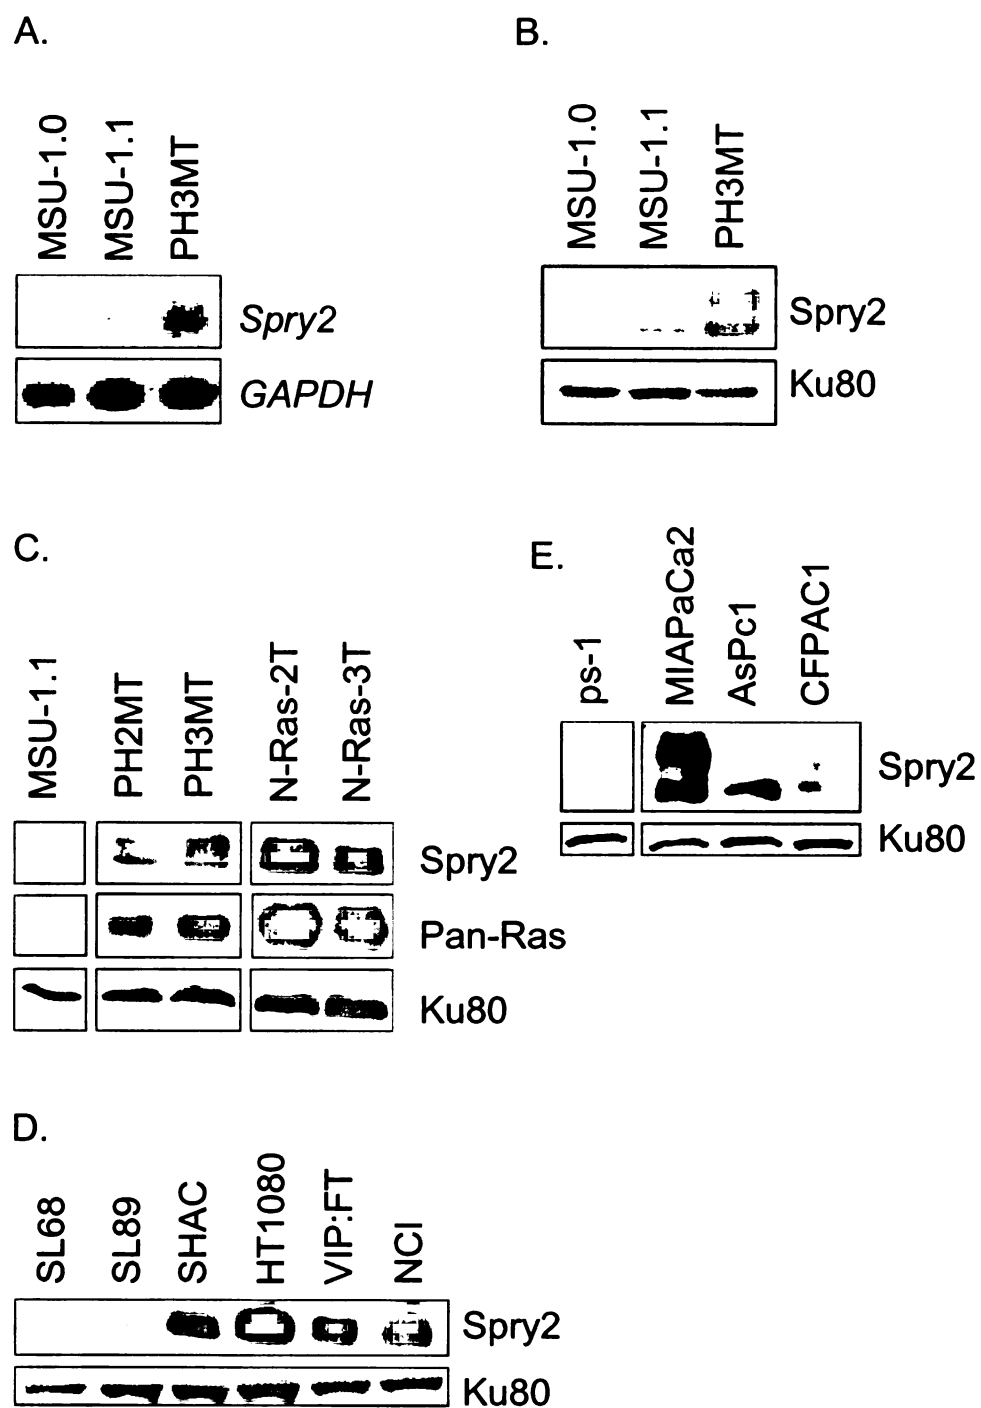 A.
MSU-1.0
MSU-1.1
PH3MT
Spry2
GAPDH
B.
MSU-1.0
MSU-1.1
PH3MT
Spry2
Ku80
C.
MSU-1.1
PH2MT
PH3MT
N-Ras-2T
N-Ras-3T
Spry2
Pan-Ras
Ku80
E.
ps-1
MIAPaCa2
AsPc1
CFPAC1
Spry2
Ku80
D.
SL68
SL89
SHAC
HT1080
VIP:FT
NCI
Spry2
Ku80